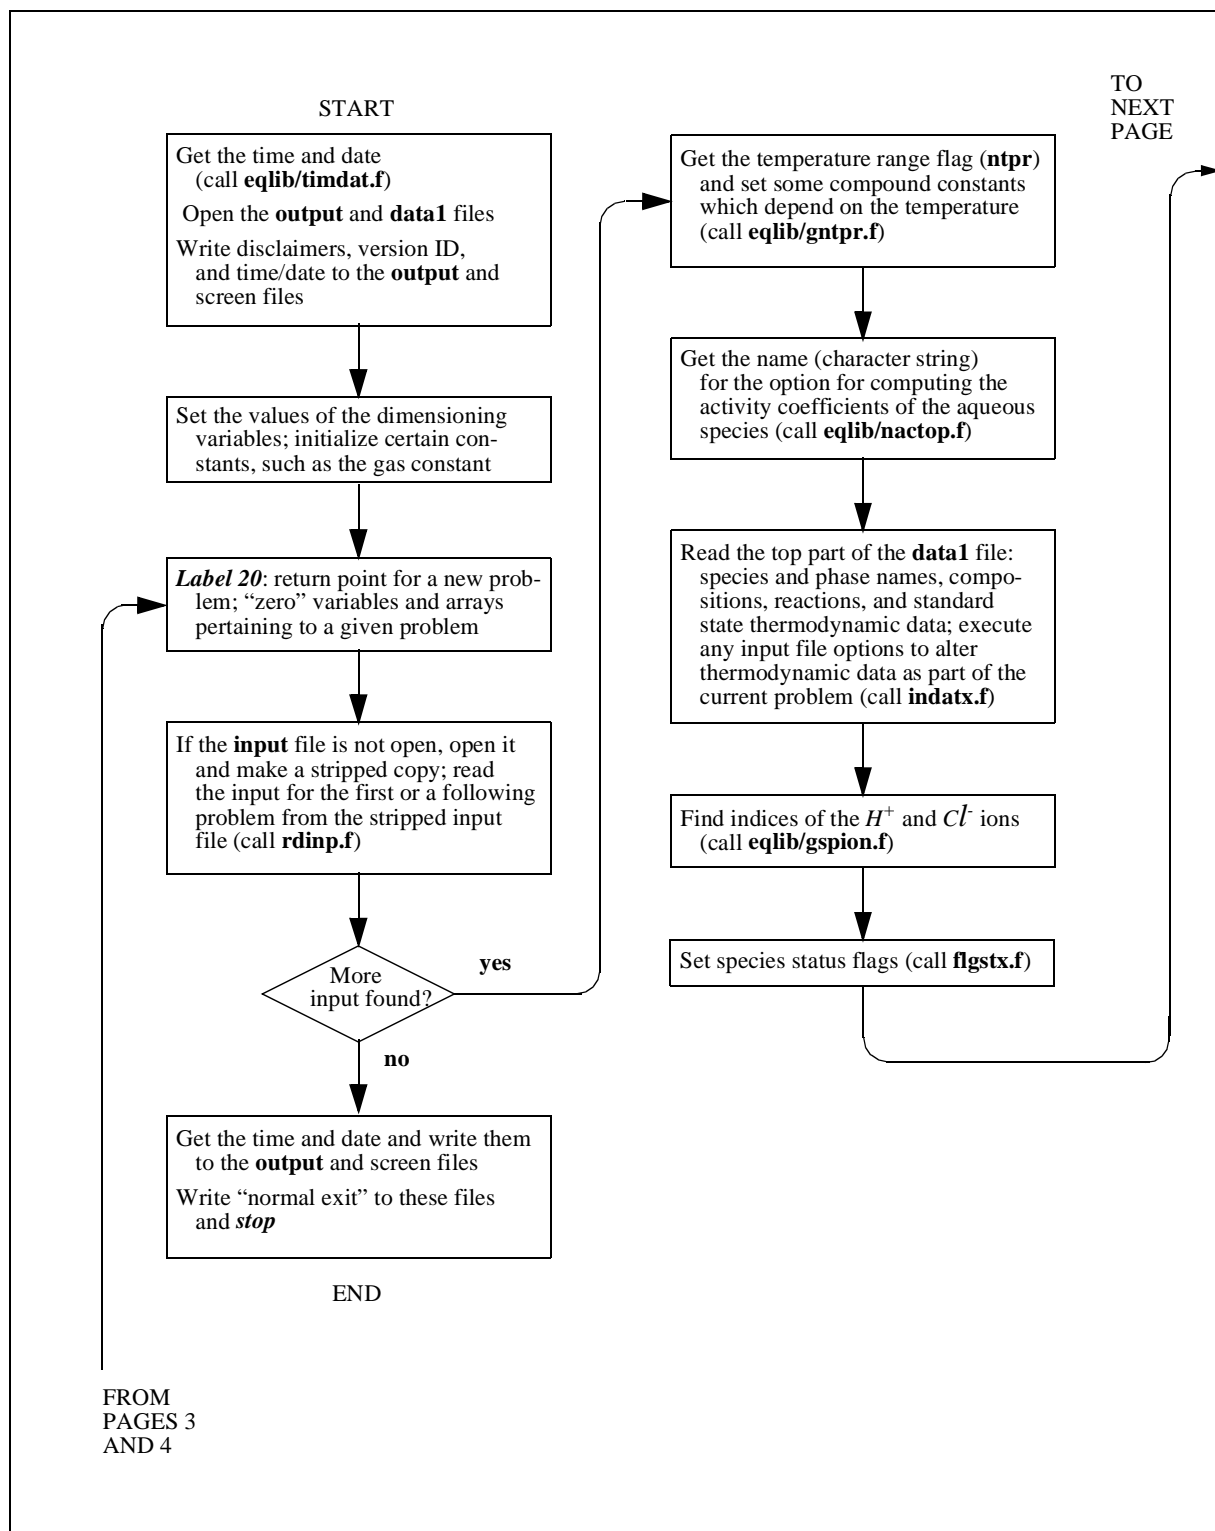 START
Get the time and date
(call eqlib/timdat.f)
Open the output and data1 files
Write disclaimers, version ID,
and time/date to the output and
screen files
Set the values of the dimensioning
variables; initialize certain con-
stants, such as the gas constant
Label 20: return point for a new prob-
lem; “zero” variables and arrays
pertaining to a given problem
If the input file is not open, open it
and make a stripped copy; read
the input for the first or a following
problem from the stripped input
file (call rdinp.f)
More
input found?
yes
no
Get the time and date and write them
to the output and screen files
Write “normal exit” to these files
and stop
END
FROM
PAGES 3
AND 4
Get the temperature range flag (ntpr)
and set some compound constants
which depend on the temperature
(call eqlib/gntpr.f)
Get the name (character string)
for the option for computing the
activity coefficients of the aqueous
species (call eqlib/nactop.f)
Read the top part of the data1 file:
species and phase names, compo-
sitions, reactions, and standard
state thermodynamic data; execute
any input file options to alter
thermodynamic data as part of the
current problem (call indatx.f)
Find indices of the H+ and Cl- ions
(call eqlib/gspion.f)
Set species status flags (call flgstx.f)
TO
NEXT
PAGE